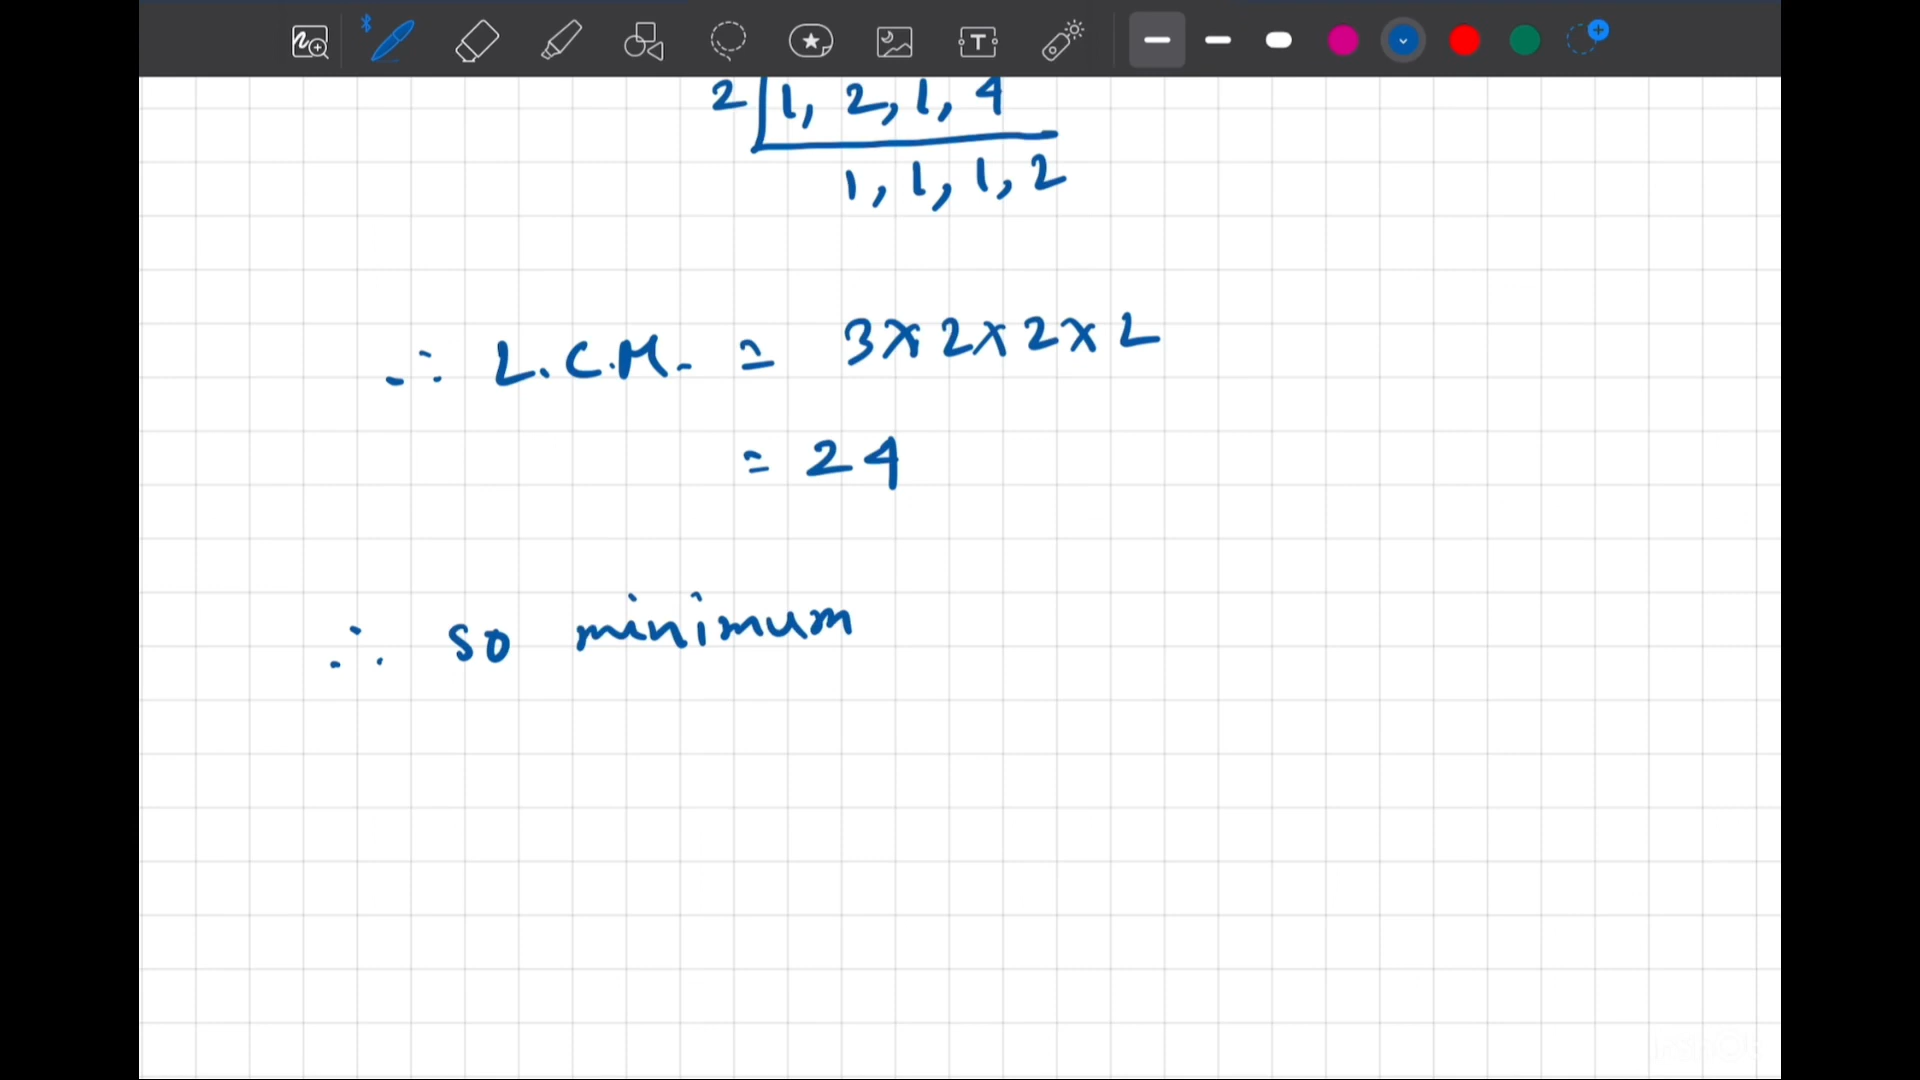 2 | 1, 2, 1, 4
1, 1, 1, 2
∴ L.C.M. = 3×2×2×2
= 24
∴ so minimum